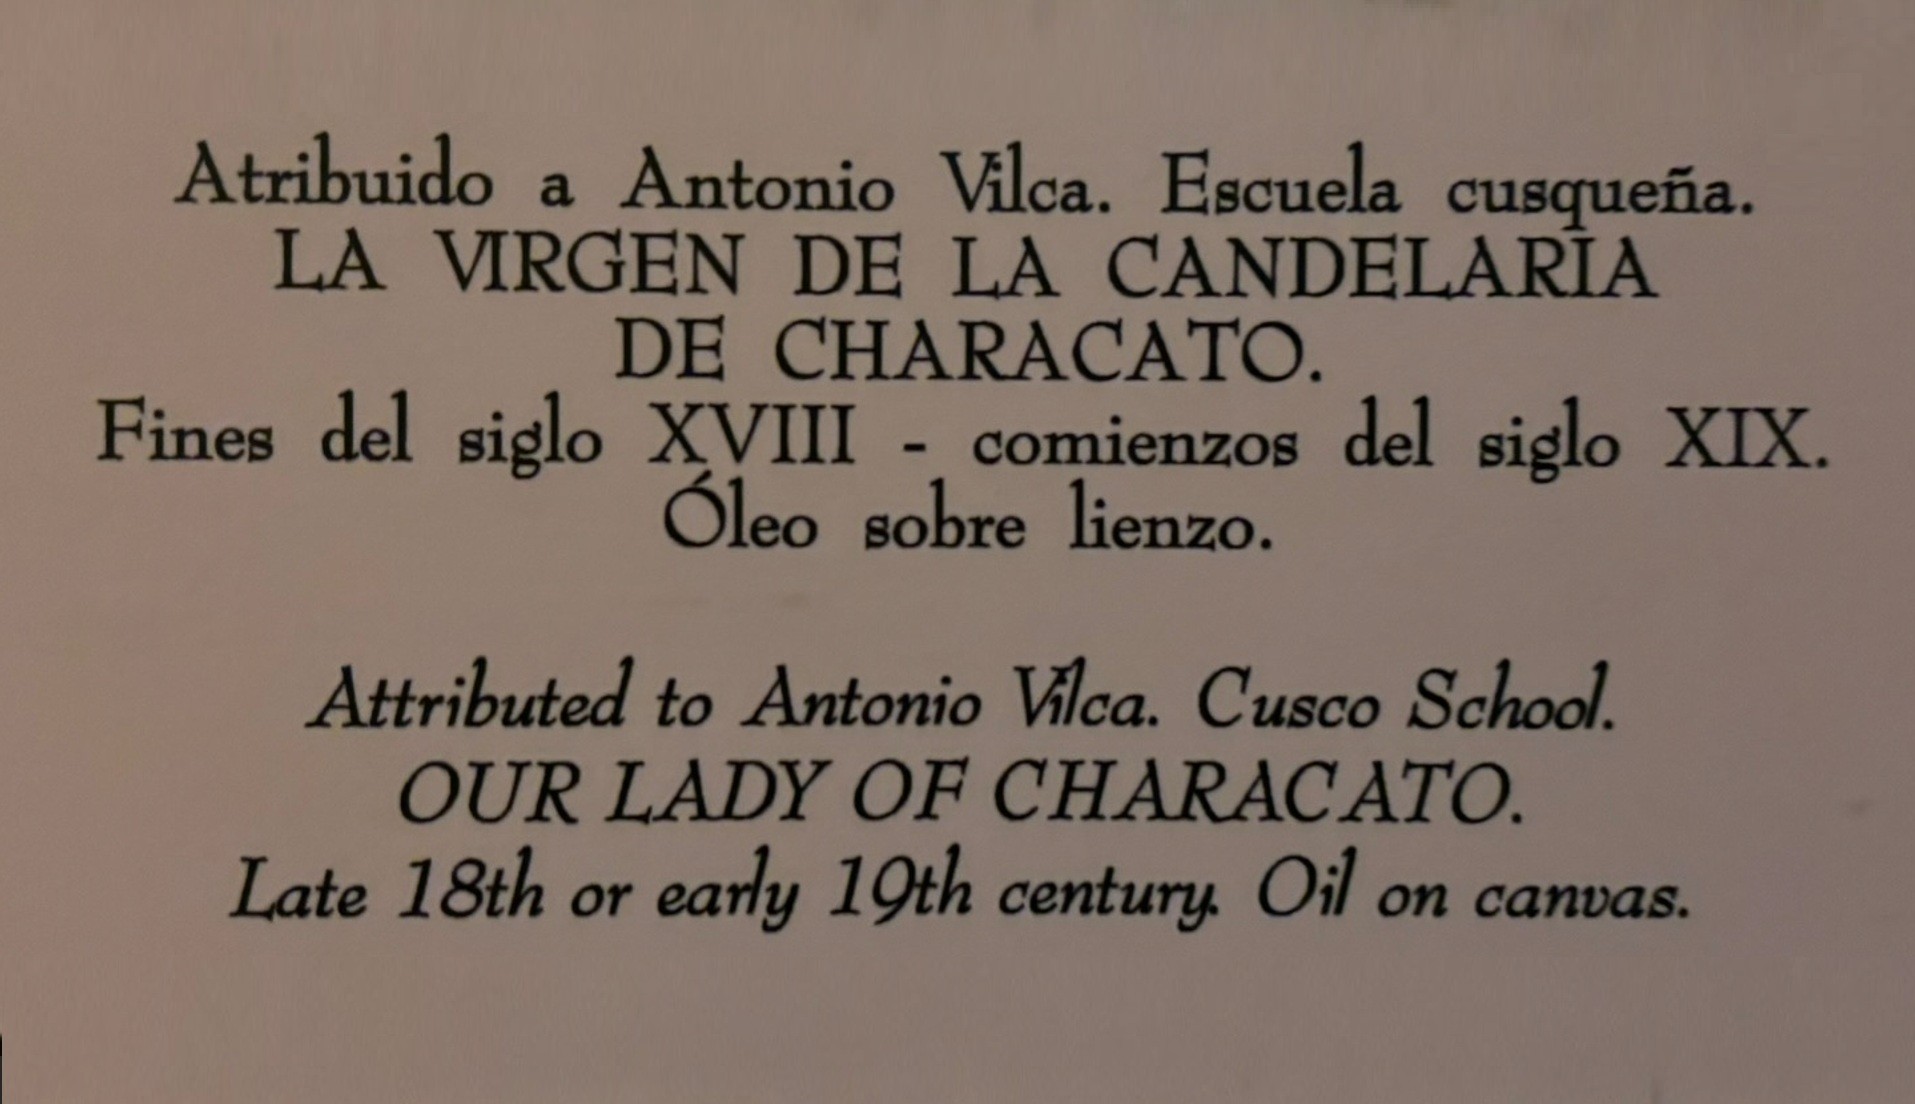 Atribuido a Antonio Vilca. Escuela cusqueña.
LA VIRGEN DE LA CANDELARIA
DE CHARACATO.
Fines del siglo XVIII - comienzos del siglo XIX.
Óleo sobre lienzo.
Attributed to Antonio Vilca. Cusco School.
OUR LADY OF CHARACATO.
Late 18th or early 19th century. Oil on canvas.